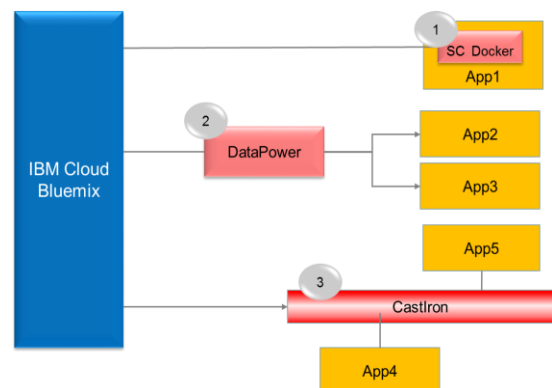 1
SC Docker
App1
2
DataPower
App2
App3
IBM Cloud
Bluemix
App5
3
CastIron
App4